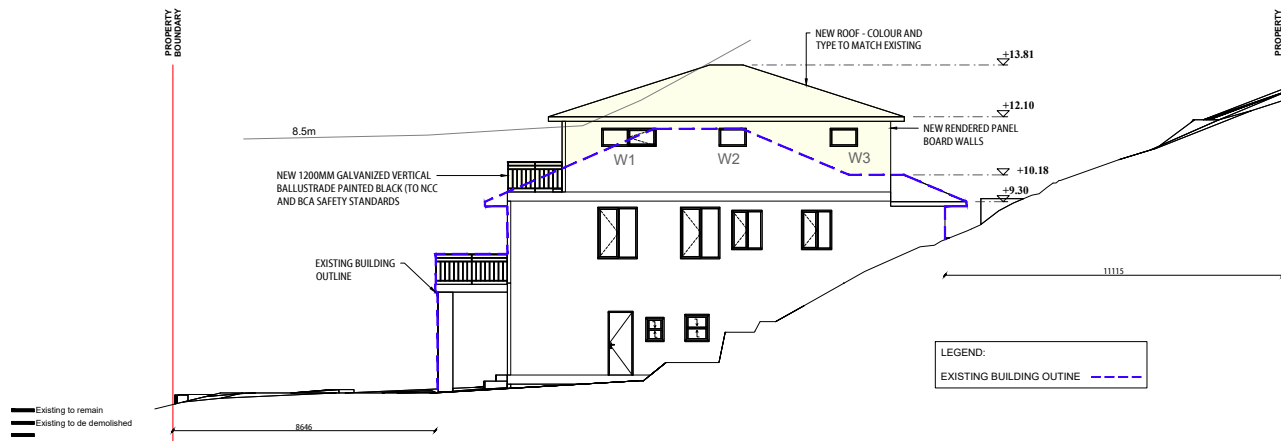 PROPERTY
BOUNDARY
PROPERTY
NEW ROOF - COLOUR AND
TYPE TO MATCH EXISTING
+13.81
+12.10
8.5m
NEW RENDERED PANEL
BOARD WALLS
W1
W2
W3
NEW 1200MM GALVANIZED VERTICAL
BALLUSTRADE PAINTED BLACK (TO NCC
AND BCA SAFETY STANDARDS
+10.18
+9.30
EXISTING BUILDING
OUTLINE
11115
LEGEND:
EXISTING BUILDING OUTINE
Existing to remain
Existing to de demolished
8646